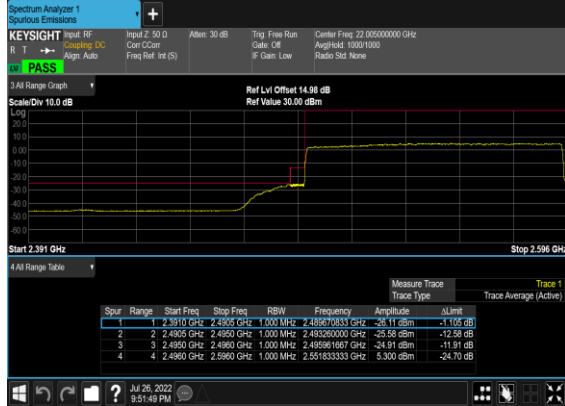 Spectrum Analyzer 1
Spurious Emissions
+
KEYSIGHT Input: RF Input Z: 50 Ω Atten: 30 dB Trig: Free Run Center Freq: 22.005000000 GHz
R T Coupling: DC Corr CCorr Gate: Off Avg|Hold: 1000/1000
Align: Auto Freq Ref: Int (S) IF Gain: Low Radio Std: None
PASS
3 All Range Graph
Ref Lvl Offset 14.98 dB
Scale/Div 10.0 dB Ref Value 30.00 dBm
Log
20.0
10.0
0.00
-10.0
-20.0
-30.0
-40.0
-50.0
-60.0
Start 2.391 GHz Stop 2.596 GHz
4 All Range Table
Measure Trace Trace 1
Trace Type Trace Average (Active)
Spur Range Start Freq Stop Freq RBW Frequency Amplitude ΔLimit
1 1 2.3910 GHz 2.4905 GHz 1.000 MHz 2.489670833 GHz -26.11 dBm -1.105 dB
2 2 2.4905 GHz 2.4950 GHz 1.000 MHz 2.493260000 GHz -25.58 dBm -12.58 dB
3 3 2.4950 GHz 2.4960 GHz 1.000 MHz 2.495961667 GHz -24.91 dBm -11.91 dB
4 4 2.4960 GHz 2.5960 GHz 1.000 MHz 2.551833333 GHz 5.300 dBm -24.70 dB
? Jul 26, 2022
9:51:49 PM